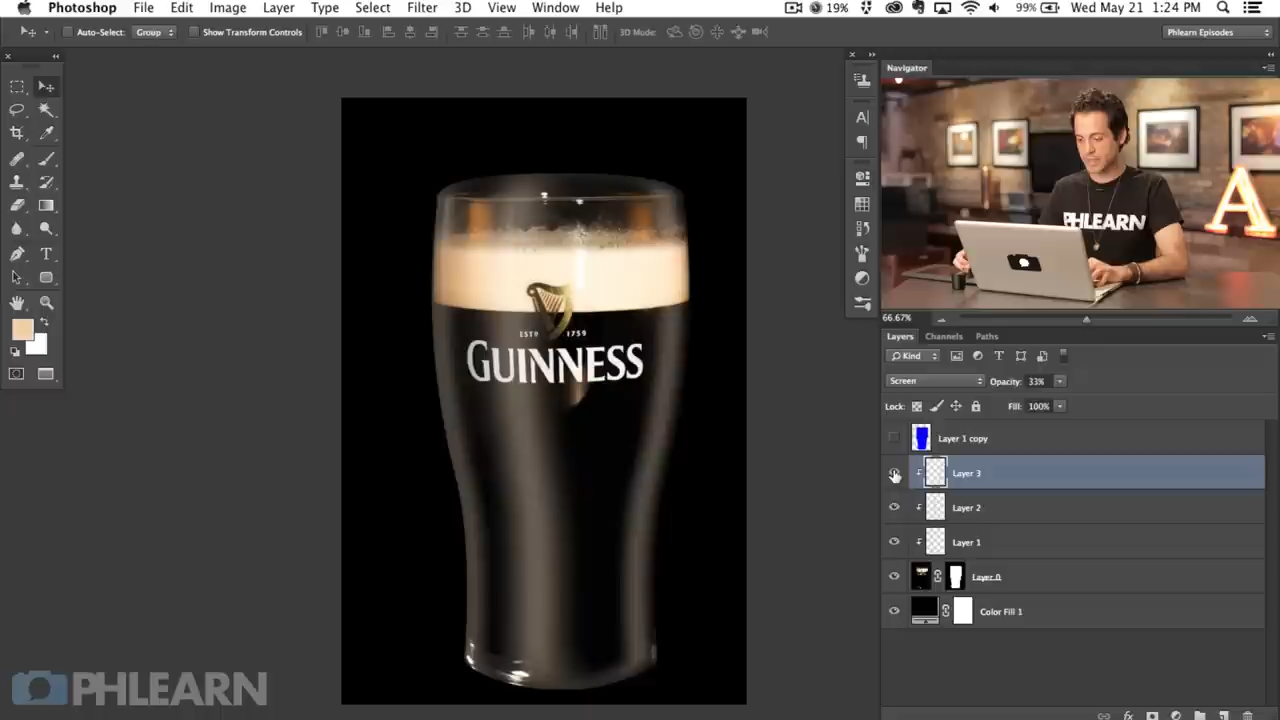 Photoshop File Edit Image Layer Type Select Filter 3D View Window Help 19% 99% Wed May 21 1:24 PM
Auto-Select: Group Show Transform Controls 3D Mode: Phlearn Episodes
Navigator
PHLEARN
A
66.67%
Layers Channels Paths
Kind
Screen Opacity: 33%
Lock: Fill: 100%
Layer 1 copy
Layer 3
Layer 2
Layer 1
Layer 0
Color Fill 1
ESTD 1759
GUINNESS
PHLEARN